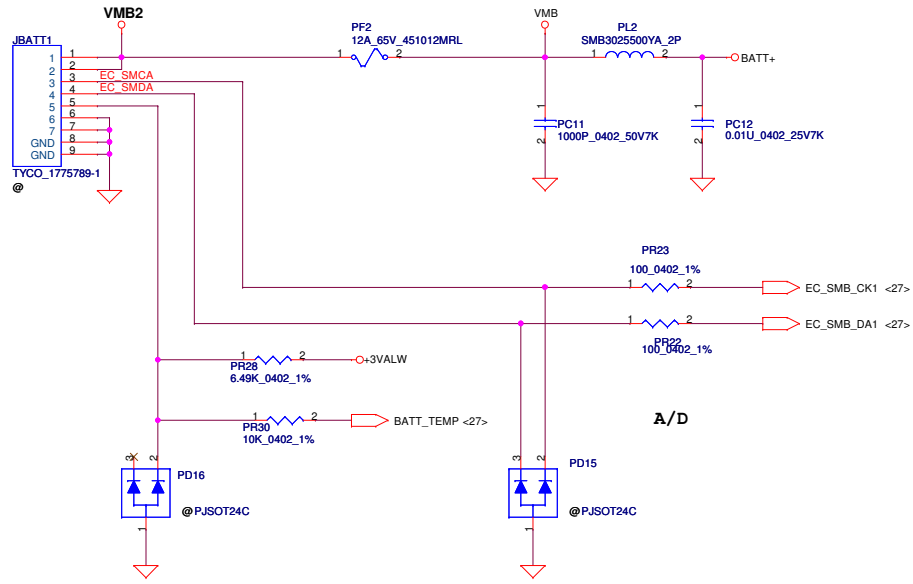 VMB2
VMB
JBATT1
PF2
12A_65V_451012MRL
PL2
SMB3025500YA_2P
1 1
2 2
3 3
4 4
5 5
6 6
7 7
GND 8
GND 9
EC_SMCA
EC_SMDA
TYCO_1775789-1
@
1 2
1 2
BATT+
1
2
PC11
1000P_0402_50V7K
1
2
PC12
0.01U_0402_25V7K
PR23
100_0402_1%
1 2
EC_SMB_CK1 <27>
1 2
EC_SMB_DA1 <27>
PR22
100_0402_1%
1 2
+3VALW
PR28
6.49K_0402_1%
1 2
BATT_TEMP <27>
PR30
10K_0402_1%
A/D
3 2
PD16
@PJSOT24C
1
3 2
PD15
@PJSOT24C
1